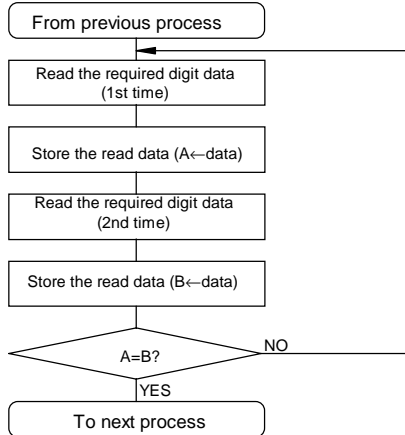 From previous process
Read the required digit data
(1st time)
Store the read data (A←data)
Read the required digit data
(2nd time)
Store the read data (B←data)
A=B?
NO
YES
To next process